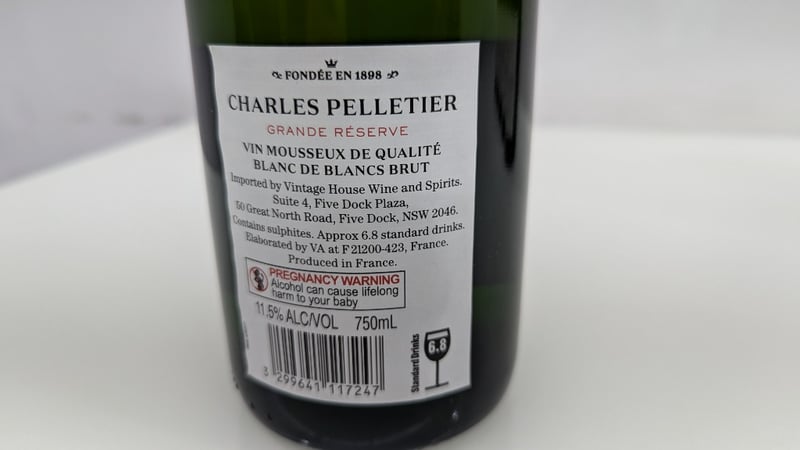 FONDÉE EN 1898
CHARLES PELLETIER
GRANDE RÉSERVE
VIN MOUSSEUX DE QUALITÉ
BLANC DE BLANCS BRUT
Imported by Vintage House Wine and Spirits.
Suite 4, Five Dock Plaza,
50 Great North Road, Five Dock, NSW 2046.
Contains sulphites. Approx 6.8 standard drinks.
Elaborated by VA at F 21200-423, France.
Produced in France.
PREGNANCY WARNING
Alcohol can cause lifelong
harm to your baby
11.5% ALC/VOL 750mL
3 299641 117247
Standard Drinks
6.8